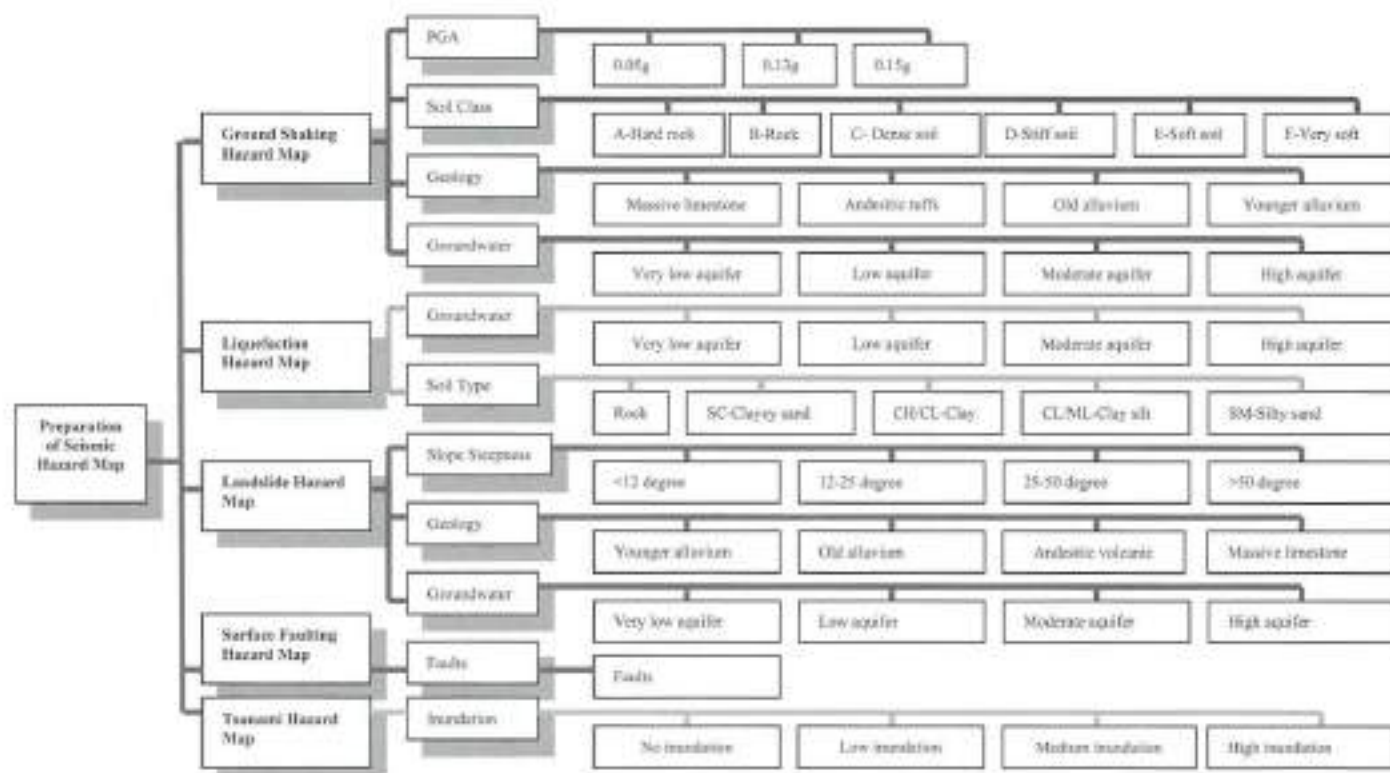 PGA
0.05g
0.13g
0.15g
Soil Class
A-Hard rock
B-Rock
C- Dense soil
D-Stiff soil
E-Soft soil
F-Very soft
Ground Shaking
Hazard Map
Geology
Massive limestone
Andesitic tuffs
Old alluvium
Younger alluvium
Groundwater
Very low aquifer
Low aquifer
Moderate aquifer
High aquifer
Liquefaction
Hazard Map
Groundwater
Very low aquifer
Low aquifer
Moderate aquifer
High aquifer
Soil Type
Rock
SC-Clayey sand
CH/CL-Clay
CL/ML-Clay silt
SM-Silty sand
Preparation
of Seismic
Hazard Map
Landslide Hazard
Map
Slope Steepness
<12 degree
12-25 degree
25-50 degree
>50 degree
Geology
Younger alluvium
Old alluvium
Andesitic volcanic
Massive limestone
Groundwater
Very low aquifer
Low aquifer
Moderate aquifer
High aquifer
Surface Faulting
Hazard Map
Faults
Faults
Tsunami Hazard
Map
Inundation
No inundation
Low inundation
Medium inundation
High inundation